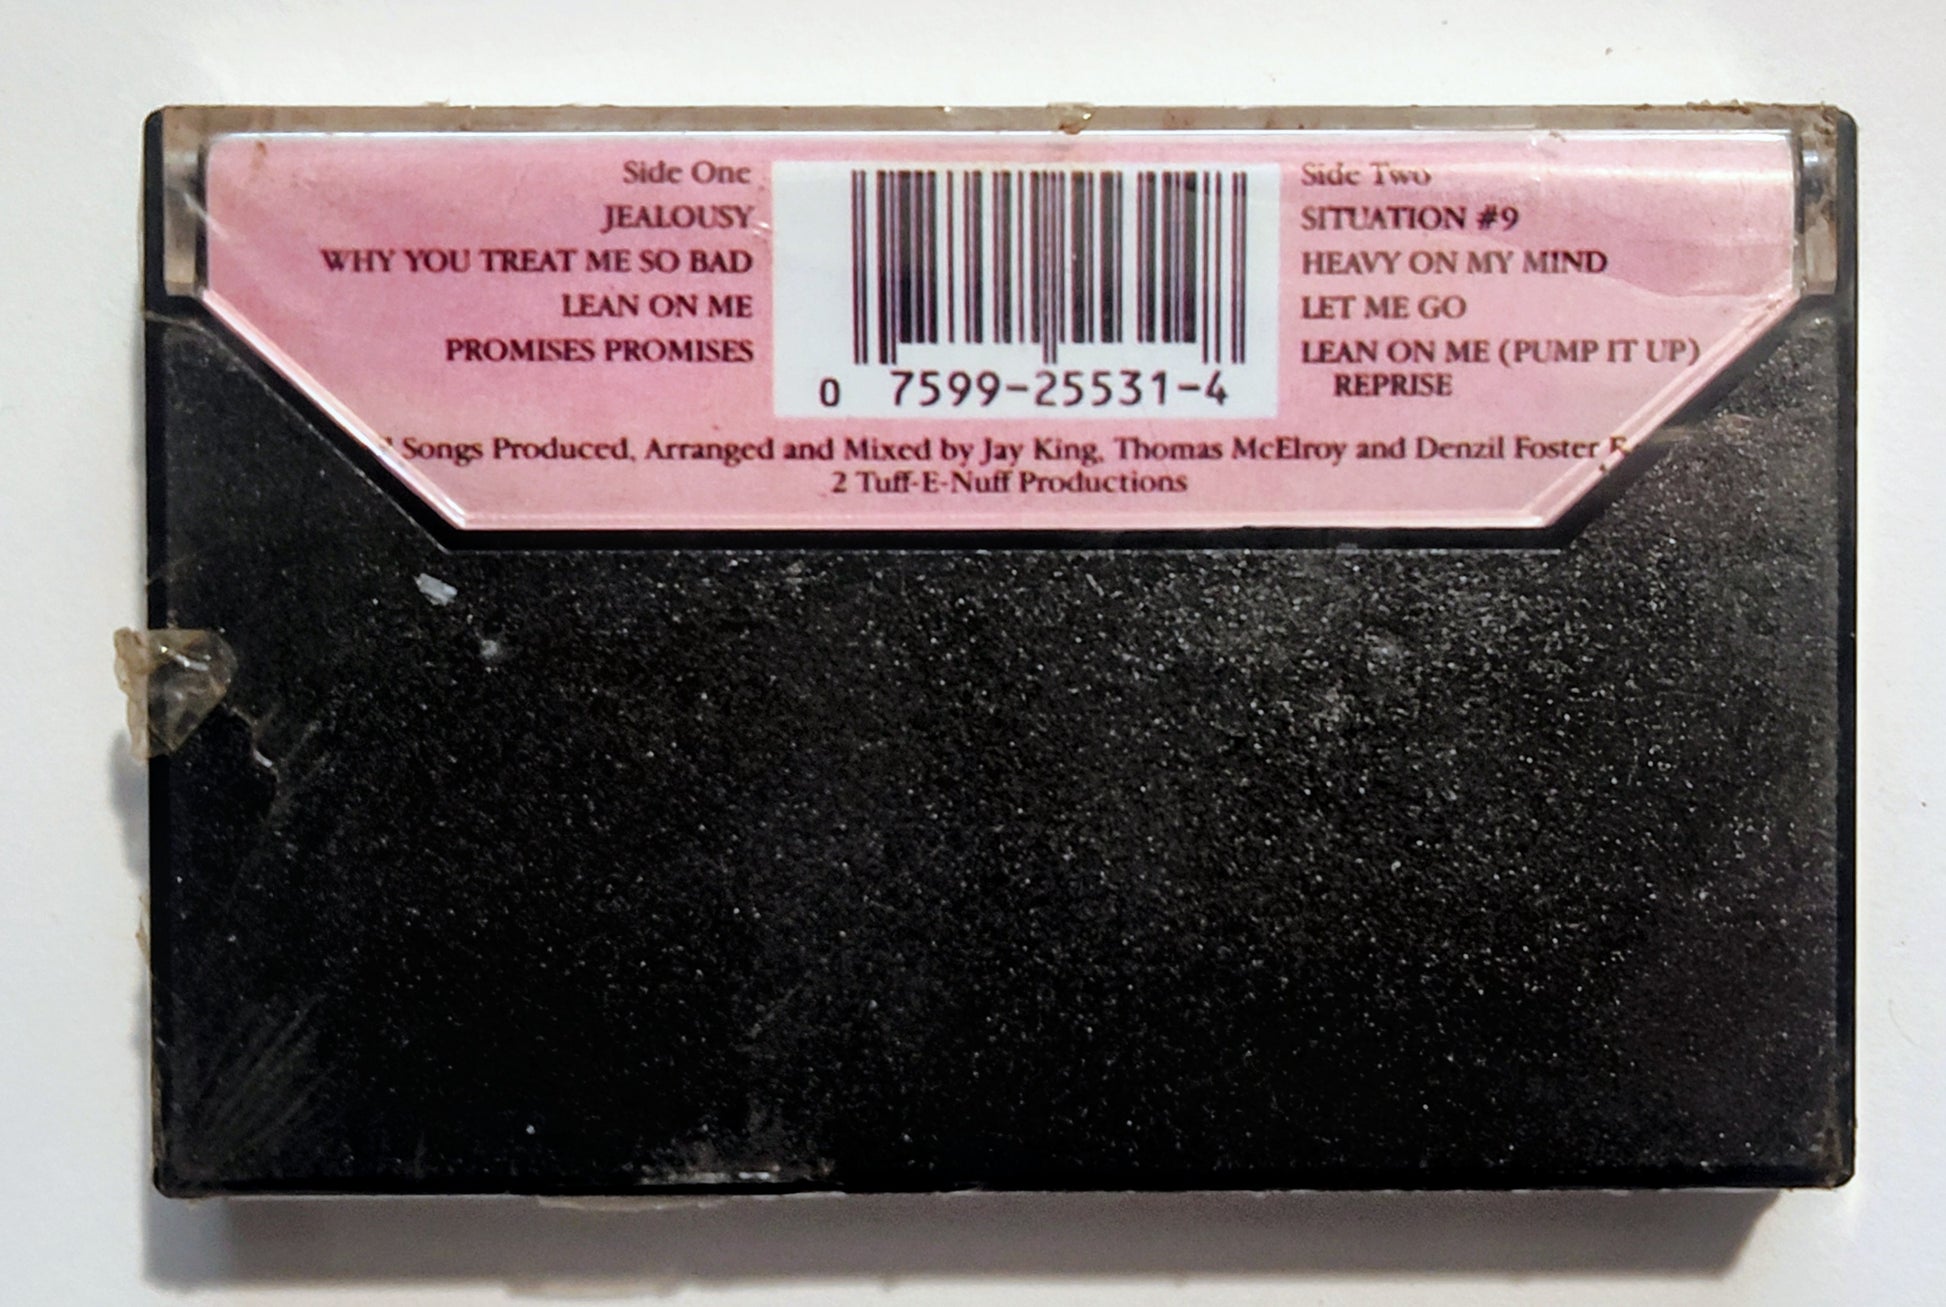 Side One
JEALOUSY
WHY YOU TREAT ME SO BAD
LEAN ON ME
PROMISES PROMISES
0 7599-25531-4
Side Two
SITUATION #9
HEAVY ON MY MIND
LET ME GO
LEAN ON ME (PUMP IT UP)
REPRISE
Songs Produced, Arranged and Mixed by Jay King, Thomas McElroy and Denzil Foster
2 Tuff-E-Nuff Productions